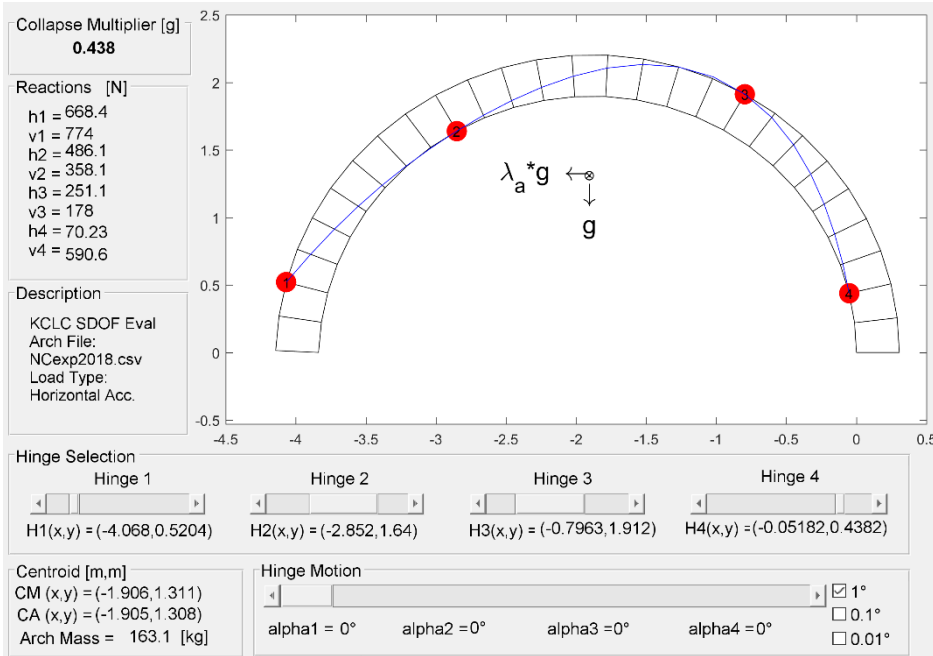 Collapse Multiplier [g]
0.438
Reactions [N]
h1 = 668.4
v1 = 774
h2 = 486.1
v2 = 358.1
h3 = 251.1
v3 = 178
h4 = 70.23
v4 = 590.6
Description
KCLC SDOF Eval
Arch File:
NCexp2018.csv
Load Type:
Horizontal Acc.
2.5
2
1.5
1
0.5
0
-0.5
-4.5 -4 -3.5 -3 -2.5 -2 -1.5 -1 -0.5 0 0.5
1
2
3
4
λa*g
g
Hinge Selection
Hinge 1 Hinge 2 Hinge 3 Hinge 4
H1(x,y) = (-4.068,0.5204) H2(x,y) = (-2.852,1.64) H3(x,y) = (-0.7963,1.912) H4(x,y) = (-0.05182,0.4382)
Centroid [m,m]
CM (x,y) = (-1.906,1.311)
CA (x,y) = (-1.905,1.308)
Arch Mass = 163.1 [kg]
Hinge Motion
1°
0.1°
0.01°
alpha1 = 0° alpha2 = 0° alpha3 = 0° alpha4 = 0°